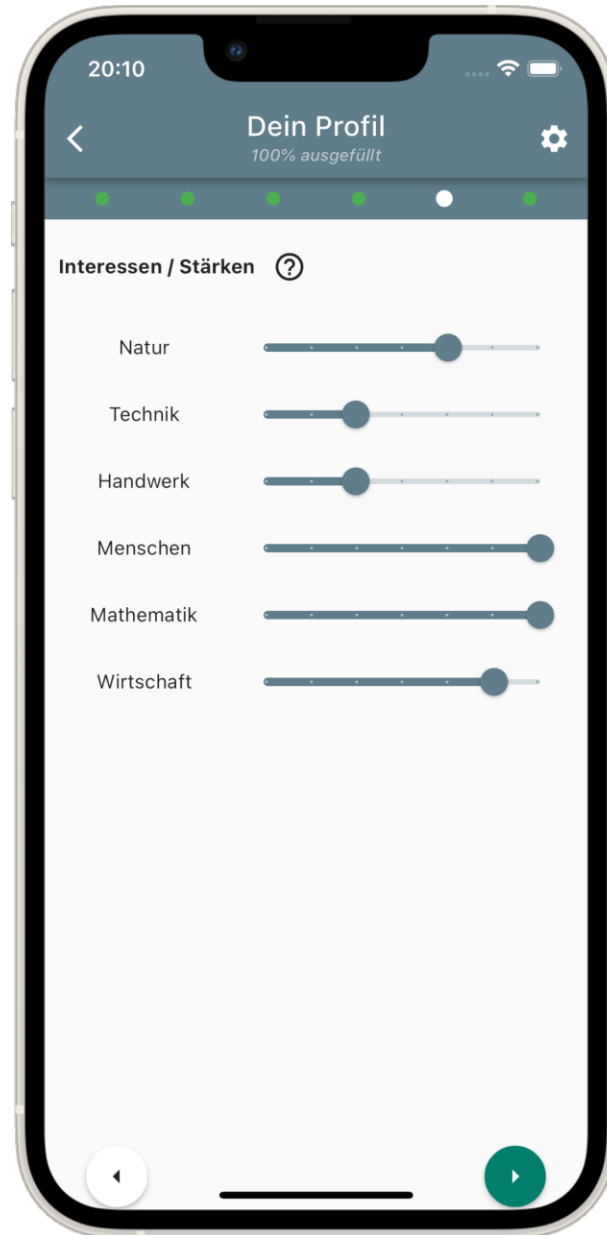 20:10
Dein Profil
100% ausgefüllt
Interessen / Stärken
Natur
Technik
Handwerk
Menschen
Mathematik
Wirtschaft